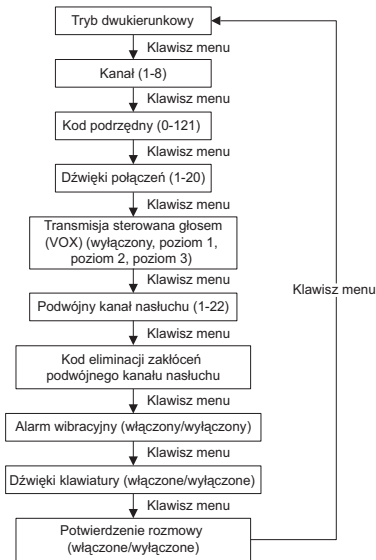 Tryb dwukierunkowy
Klawisz menu
Kanał (1-8)
Klawisz menu
Kod podrzędny (0-121)
Klawisz menu
Dźwięki połączeń (1-20)
Klawisz menu
Transmisja sterowana głosem
(VOX) (wyłączony, poziom 1,
poziom 2, poziom 3)
Klawisz menu
Podwójny kanał nasłuchu (1-22)
Klawisz menu
Kod eliminacji zakłóceń
podwójnego kanału nasłuchu
Klawisz menu
Alarm wibracyjny (włączony/wyłączony)
Klawisz menu
Dźwięki klawiatury (włączone/wyłączone)
Klawisz menu
Potwierdzenie rozmowy
(włączone/wyłączone)
Klawisz menu